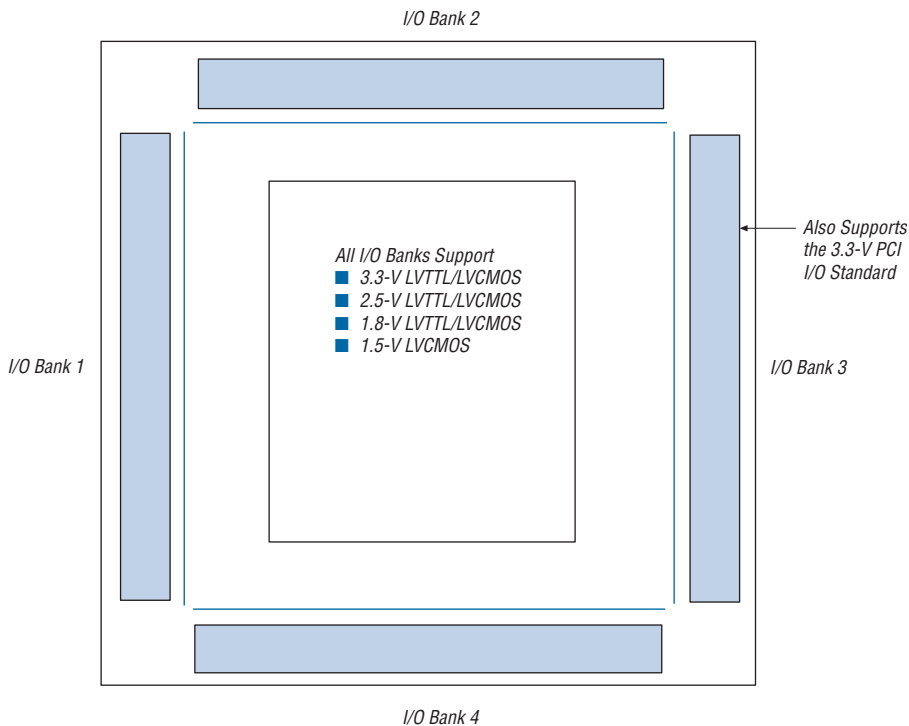 I/O Bank 2
Also Supports
the 3.3-V PCI
I/O Standard
All I/O Banks Support
■ 3.3-V LVTTL/LVCMOS
■ 2.5-V LVTTL/LVCMOS
■ 1.8-V LVTTL/LVCMOS
■ 1.5-V LVCMOS
I/O Bank 1
I/O Bank 3
I/O Bank 4